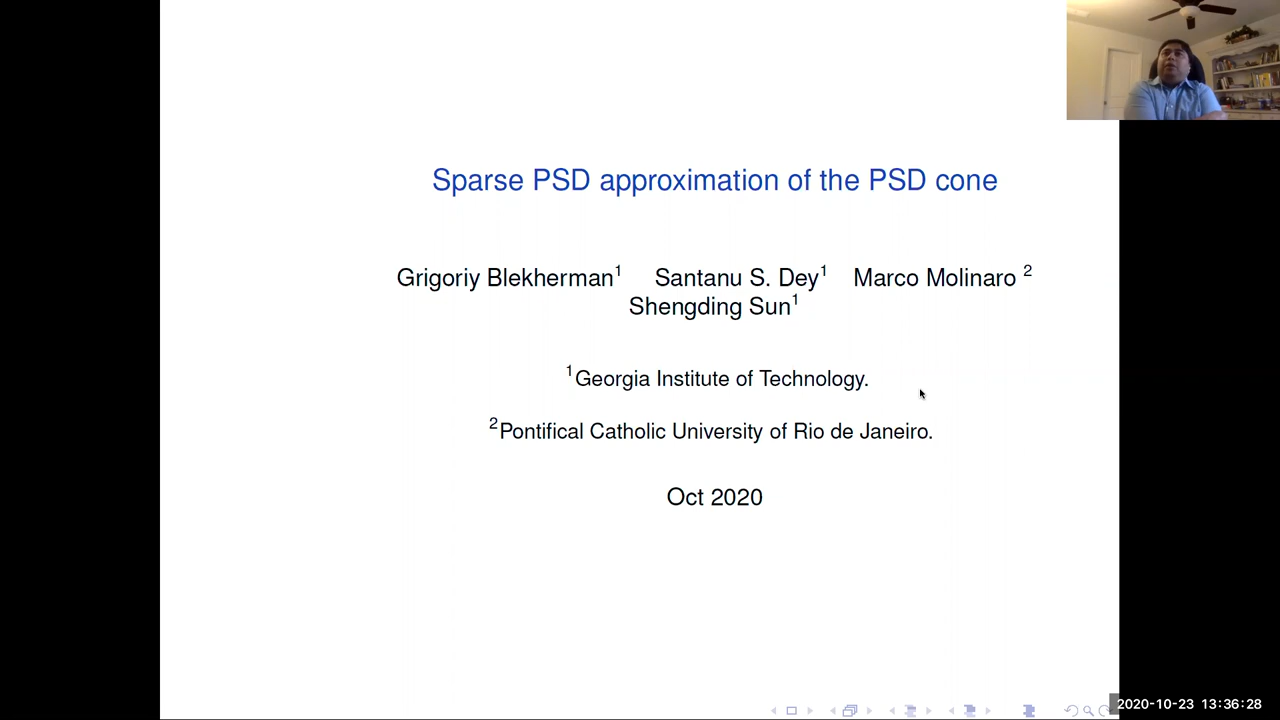 Sparse PSD approximation of the PSD cone
Grigoriy Blekherman¹ Santanu S. Dey¹ Marco Molinaro ²
Shengding Sun¹
¹Georgia Institute of Technology.
²Pontifical Catholic University of Rio de Janeiro.
Oct 2020
2020-10-23 13:36:28